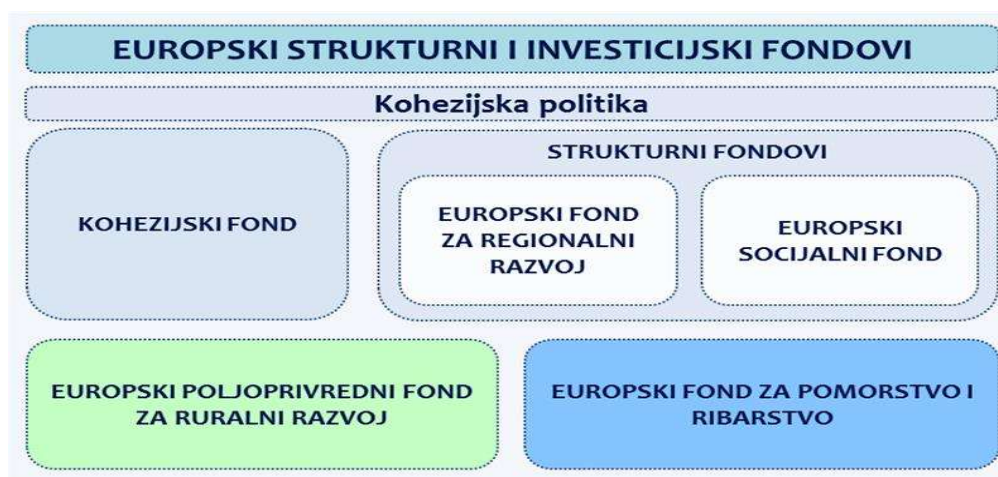 EUROPSKI STRUKTURNI I INVESTICIJSKI FONDOVI
Kohezijska politika
KOHEZIJSKI FOND
STRUKTURNI FONDOVI
EUROPSKI FOND
ZA REGIONALNI
RAZVOJ
EUROPSKI
SOCIJALNI FOND
EUROPSKI POLJOPRIVREDNI FOND
ZA RURALNI RAZVOJ
EUROPSKI FOND ZA POMORSTVO I
RIBARSTVO